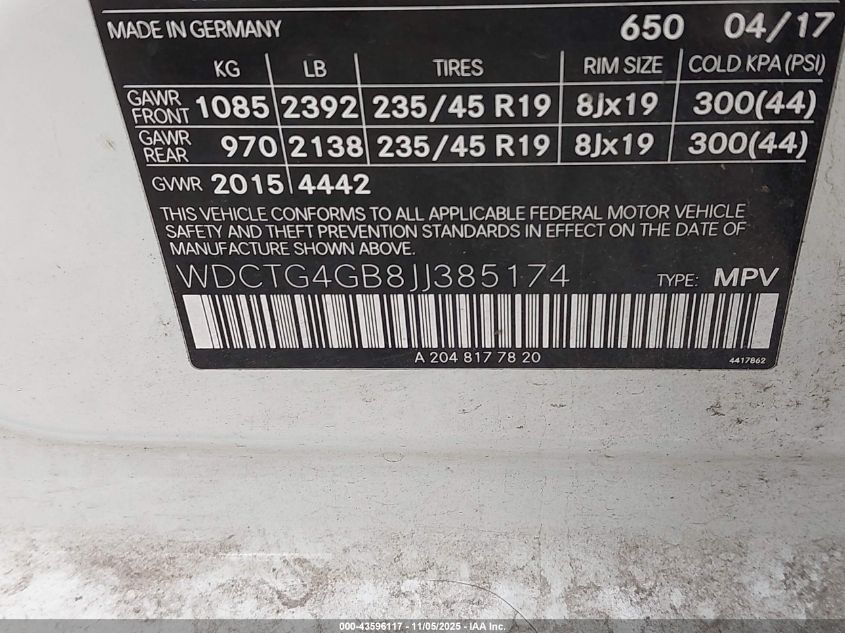 MADE IN GERMANY 650 04/17
KG LB TIRES RIM SIZE COLD KPA (PSI)
GAWR FRONT 1085 2392 235/45 R19 8Jx19 300(44)
GAWR REAR 970 2138 235/45 R19 8Jx19 300(44)
GVWR 2015 4442
THIS VEHICLE CONFORMS TO ALL APPLICABLE FEDERAL MOTOR VEHICLE
SAFETY AND THEFT PREVENTION STANDARDS IN EFFECT ON THE DATE OF
MANUFACTURE SHOWN ABOVE.
WDCTG4GB8JJ385174 TYPE: MPV
A 204 817 78 20 4417862
000-43596117 - 11/05/2025 - IAA Inc.